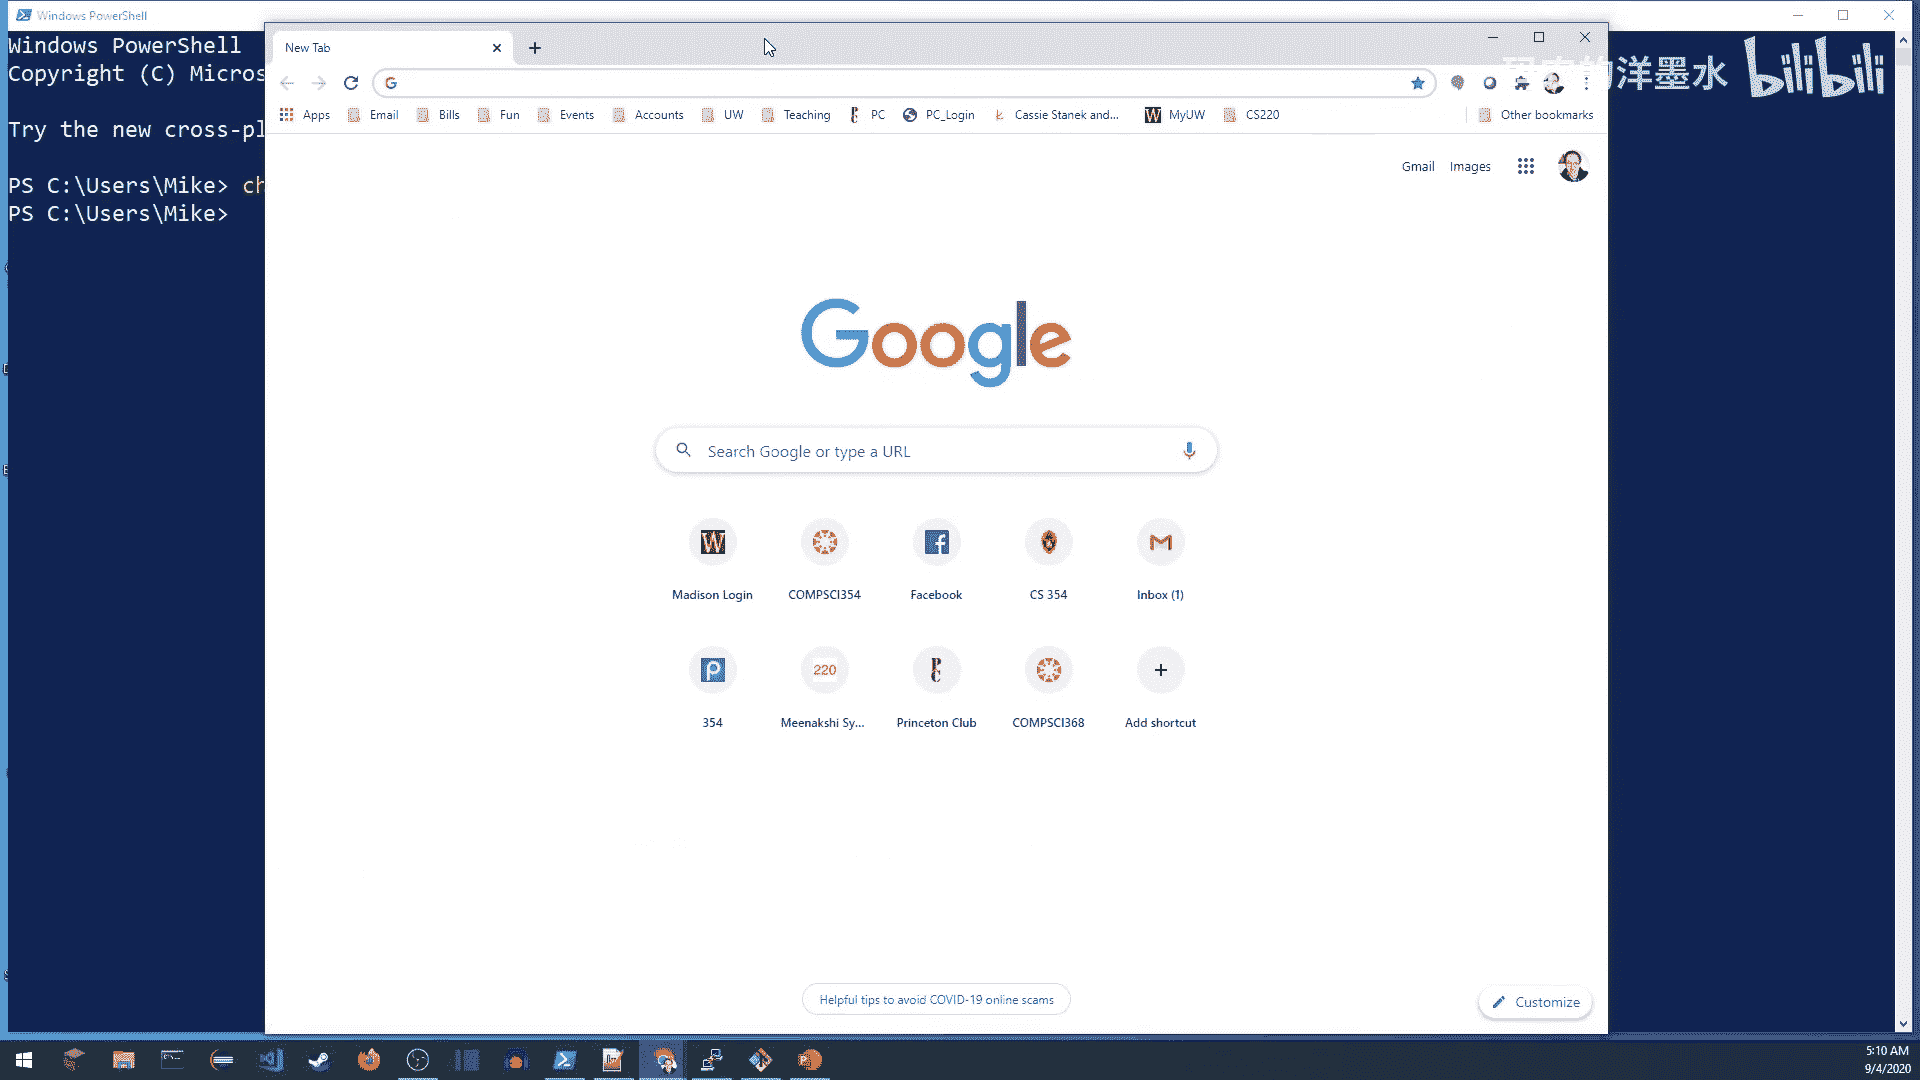 Windows PowerShell
Windows PowerShell
Copyright (C) Micros
Try the new cross-pl
PS C:\Users\Mike> ch
PS C:\Users\Mike>
New Tab
的洋墨水 bilibili
Apps Email Bills Fun Events Accounts UW Teaching PC PC_Login Cassie Stanek and... MyUW CS220 Other bookmarks
Gmail Images
Google
Search Google or type a URL
Madison Login COMPSCI354 Facebook CS 354 Inbox (1)
220
354 Meenakshi Sy... Princeton Club COMPSCI368 Add shortcut
Helpful tips to avoid COVID-19 online scams
Customize
5:10 AM
9/4/2020